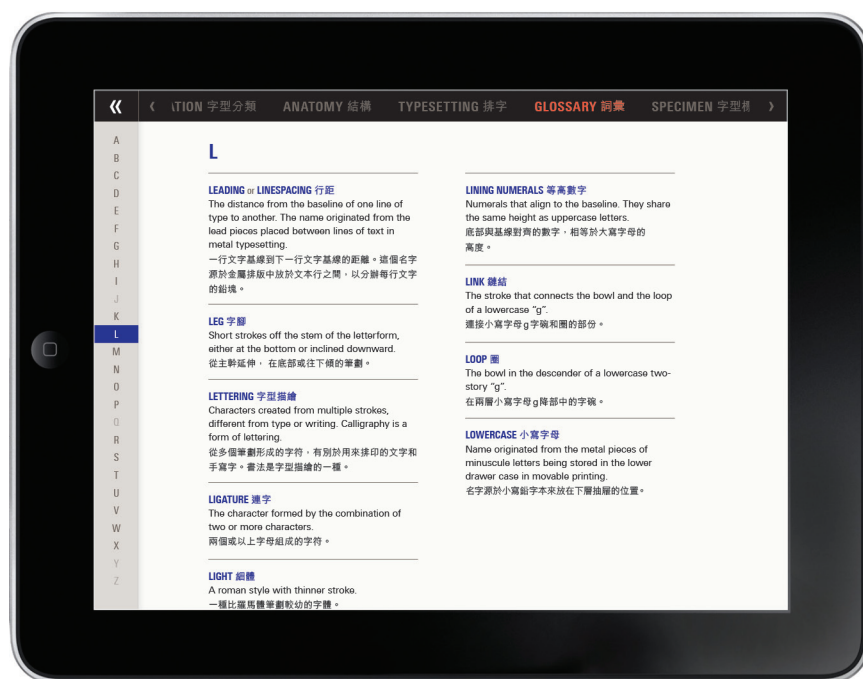 ‹‹ ‹ ATION 字型分類 ANATOMY 結構 TYPESETTING 排字 GLOSSARY 詞彙 SPECIMEN 字型標 ›
A
B
C
D
E
F
G
H
I
J
K
L
M
N
O
P
Q
R
S
T
U
V
W
X
Y
Z
L
LEADING or LINESPACING 行距
The distance from the baseline of one line of
type to another. The name originated from the
lead pieces placed between lines of text in
metal typesetting.
一行文字基線到下一行文字基線的距離。這個名字
源於金屬排版中放於文本行之間，以分辦每行文字
的鉛塊。
LEG 字腳
Short strokes off the stem of the letterform,
either at the bottom or inclined downward.
從主幹延伸， 在底部或往下傾的筆劃。
LETTERING 字型描繪
Characters created from multiple strokes,
different from type or writing. Calligraphy is a
form of lettering.
從多個筆劃形成的字符，有別於用來排印的文字和
手寫字。書法是字型描繪的一種。
LIGATURE 連字
The character formed by the combination of
two or more characters.
兩個或以上字母組成的字符。
LIGHT 細體
A roman style with thinner stroke.
一種比羅馬體筆劃較幼的字體。
LINING NUMERALS 等高數字
Numerals that align to the baseline. They share
the same height as uppercase letters.
底部與基線對齊的數字，相等於大寫字母的
高度。
LINK 鏈結
The stroke that connects the bowl and the loop
of a lowercase "g".
連接小寫字母g字碗和圈的部份。
LOOP 圈
The bowl in the descender of a lowercase two-
story "g".
在兩層小寫字母g降部中的字碗。
LOWERCASE 小寫字母
Name originated from the metal pieces of
minuscule letters being stored in the lower
drawer case in movable printing.
名字源於小寫鉛字本來放在下層抽屜的位置。